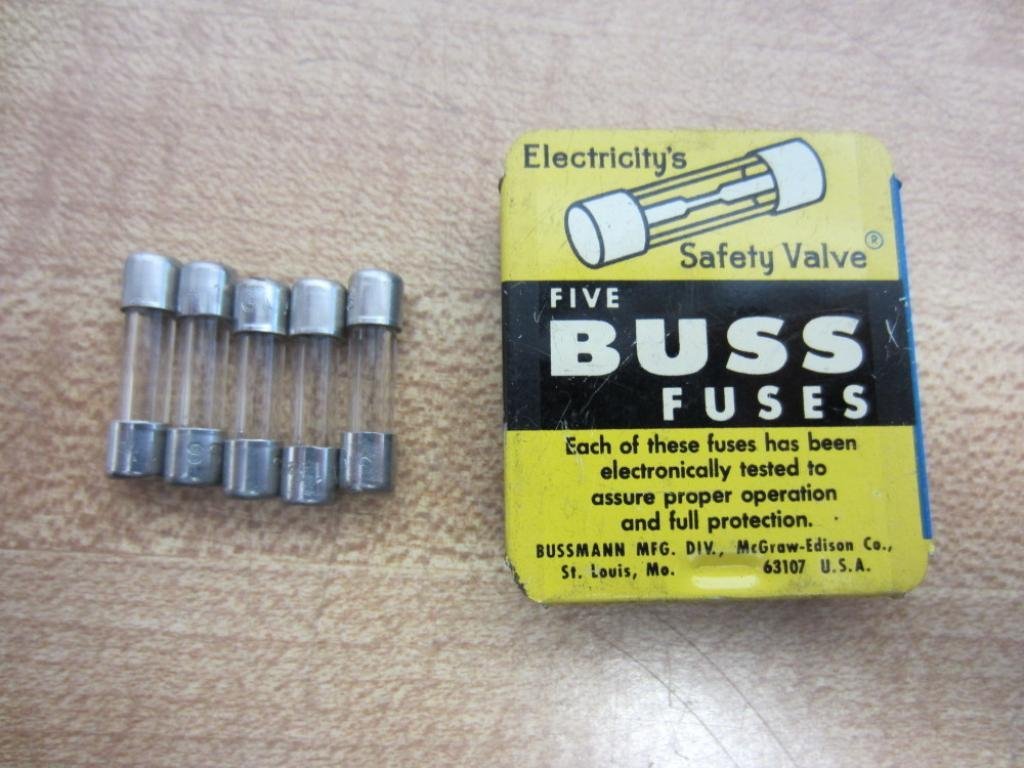 Electricity's
Safety Valve®
FIVE
BUSS
FUSES
Each of these fuses has been
electronically tested to
assure proper operation
and full protection.
BUSSMANN MFG. DIV., McGraw-Edison Co.,
St. Louis, Mo. 63107 U.S.A.